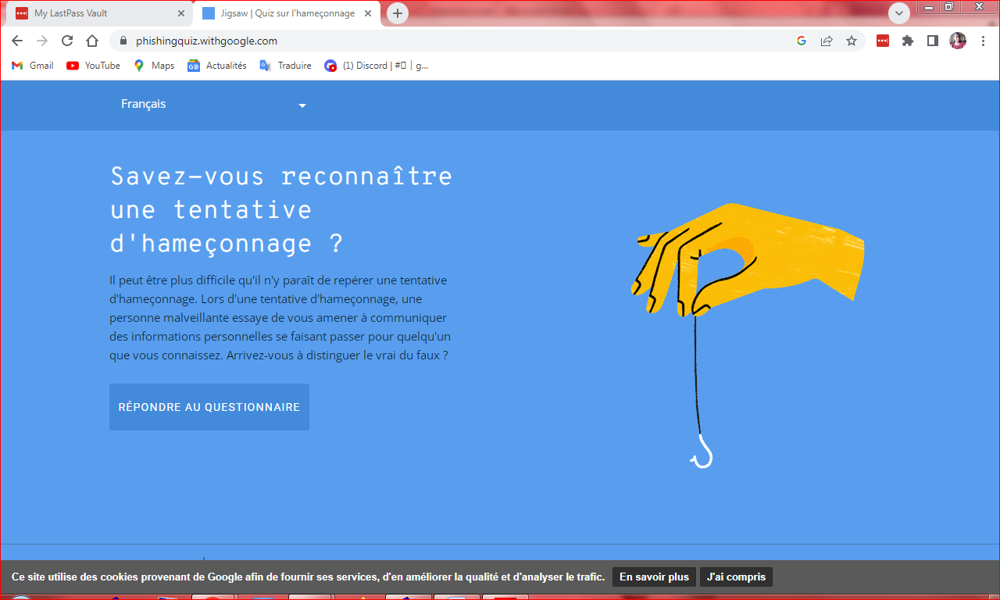 My LastPass Vault
Jigsaw | Quiz sur l'hameçonnage
phishingquiz.withgoogle.com
Gmail YouTube Maps Actualités Traduire (1) Discord | #▯ | g...
Français
Savez-vous reconnaître
une tentative
d'hameçonnage ?
Il peut être plus difficile qu'il n'y paraît de repérer une tentative
d'hameçonnage. Lors d'une tentative d'hameçonnage, une
personne malveillante essaye de vous amener à communiquer
des informations personnelles se faisant passer pour quelqu'un
que vous connaissez. Arrivez-vous à distinguer le vrai du faux ?
RÉPONDRE AU QUESTIONNAIRE
Ce site utilise des cookies provenant de Google afin de fournir ses services, d'en améliorer la qualité et d'analyser le trafic. En savoir plus J'ai compris